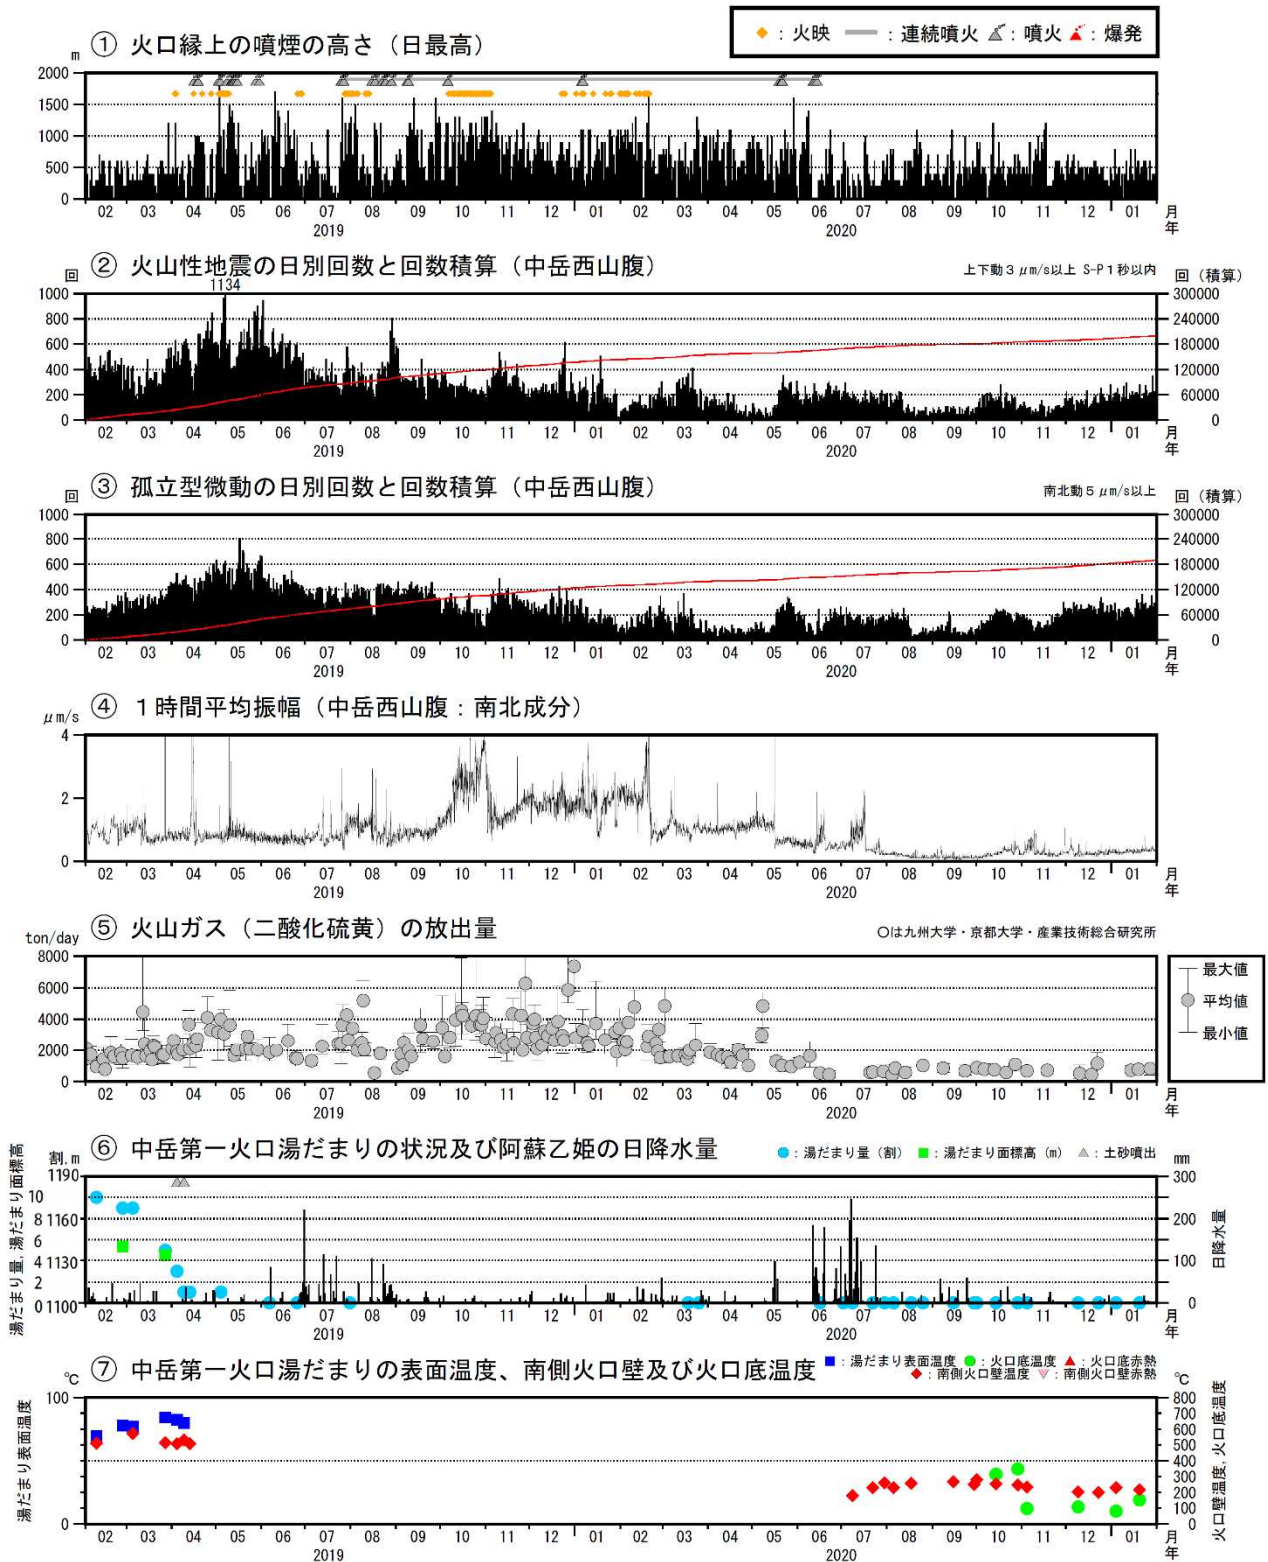 ◆：火映　━：連続噴火　：噴火　：爆発
① 火口縁上の噴煙の高さ（日最高）
m
2000
1500
1000
500
0
02 03 04 05 06 07 08 09 10 11 12 01 02 03 04 05 06 07 08 09 10 11 12 01 月
2019 2020 年
② 火山性地震の日別回数と回数積算（中岳西山腹）
上下動3μm/s以上 S-P1秒以内
回 回（積算）
1134
1000 300000
800 240000
600 180000
400 120000
200 60000
0 0
02 03 04 05 06 07 08 09 10 11 12 01 02 03 04 05 06 07 08 09 10 11 12 01 月
2019 2020 年
③ 孤立型微動の日別回数と回数積算（中岳西山腹）
南北動5μm/s以上
回 回（積算）
1000 300000
800 240000
600 180000
400 120000
200 60000
0 0
02 03 04 05 06 07 08 09 10 11 12 01 02 03 04 05 06 07 08 09 10 11 12 01 月
2019 2020 年
④ １時間平均振幅（中岳西山腹：南北成分）
μm/s
4
2
0
02 03 04 05 06 07 08 09 10 11 12 01 02 03 04 05 06 07 08 09 10 11 12 01 月
2019 2020 年
⑤ 火山ガス（二酸化硫黄）の放出量
○は九州大学・京都大学・産業技術総合研究所
ton/day
8000
6000
4000
2000
0
最大値
平均値
最小値
02 03 04 05 06 07 08 09 10 11 12 01 02 03 04 05 06 07 08 09 10 11 12 01 月
2019 2020 年
⑥ 中岳第一火口湯だまりの状況及び阿蘇乙姫の日降水量
●：湯だまり量（割）　■：湯だまり面標高（m）　▲：土砂噴出
湯だまり量，湯だまり面標高
割，m mm
1190 300
10
8 1160 200
6
4 1130 100
2
0 1100 0
日降水量
02 03 04 05 06 07 08 09 10 11 12 01 02 03 04 05 06 07 08 09 10 11 12 01 月
2019 2020 年
⑦ 中岳第一火口湯だまりの表面温度、南側火口壁及び火口底温度
■：湯だまり表面温度　●：火口底温度　▲：火口底赤熱
◆：南側火口壁温度　▽：南側火口壁赤熱
℃ ℃
湯だまり表面温度
100
0
800
700
600
500
400
300
200
100
0
火口壁温度，火口底温度
02 03 04 05 06 07 08 09 10 11 12 01 02 03 04 05 06 07 08 09 10 11 12 01 月
2019 2020 年